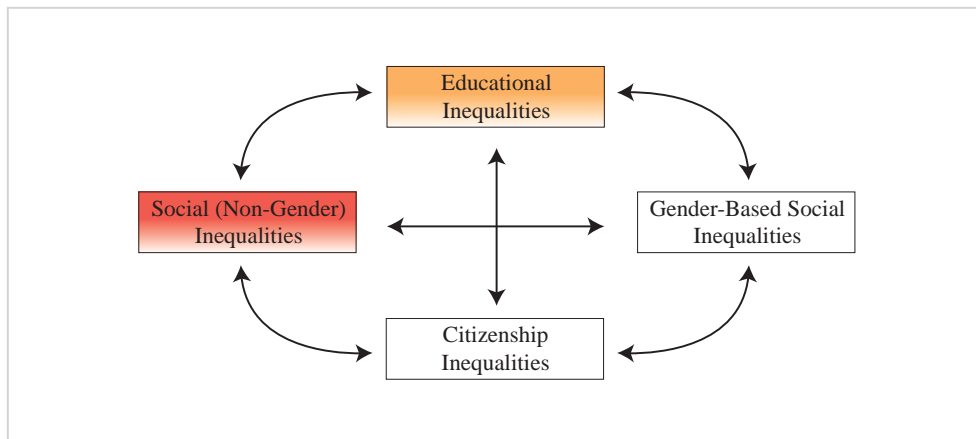 Educational
Inequalities
Social (Non-Gender)
Inequalities
Gender-Based Social
Inequalities
Citizenship
Inequalities